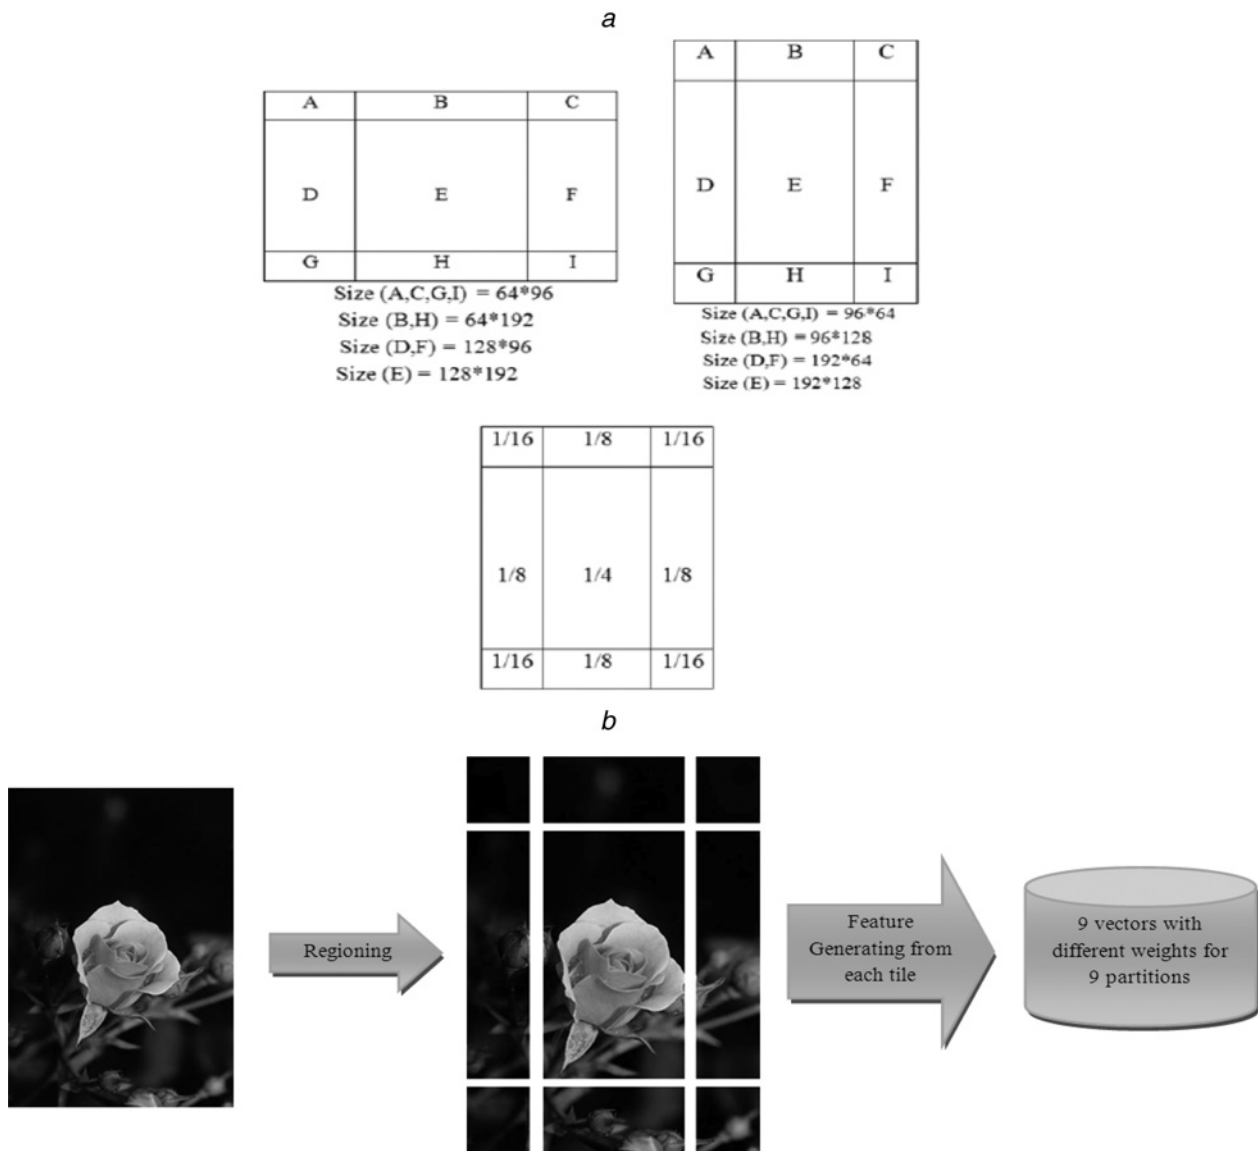 a
A B C
D E F
G H I
Size (A,C,G,I) = 64*96
Size (B,H) = 64*192
Size (D,F) = 128*96
Size (E) = 128*192
A B C
D E F
G H I
Size (A,C,G,I) = 96*64
Size (B,H) = 96*128
Size (D,F) = 192*64
Size (E) = 192*128
1/16 1/8 1/16
1/8 1/4 1/8
1/16 1/8 1/16
b
Regioning
Feature
Generating from
each tile
9 vectors with
different weights for
9 partitions